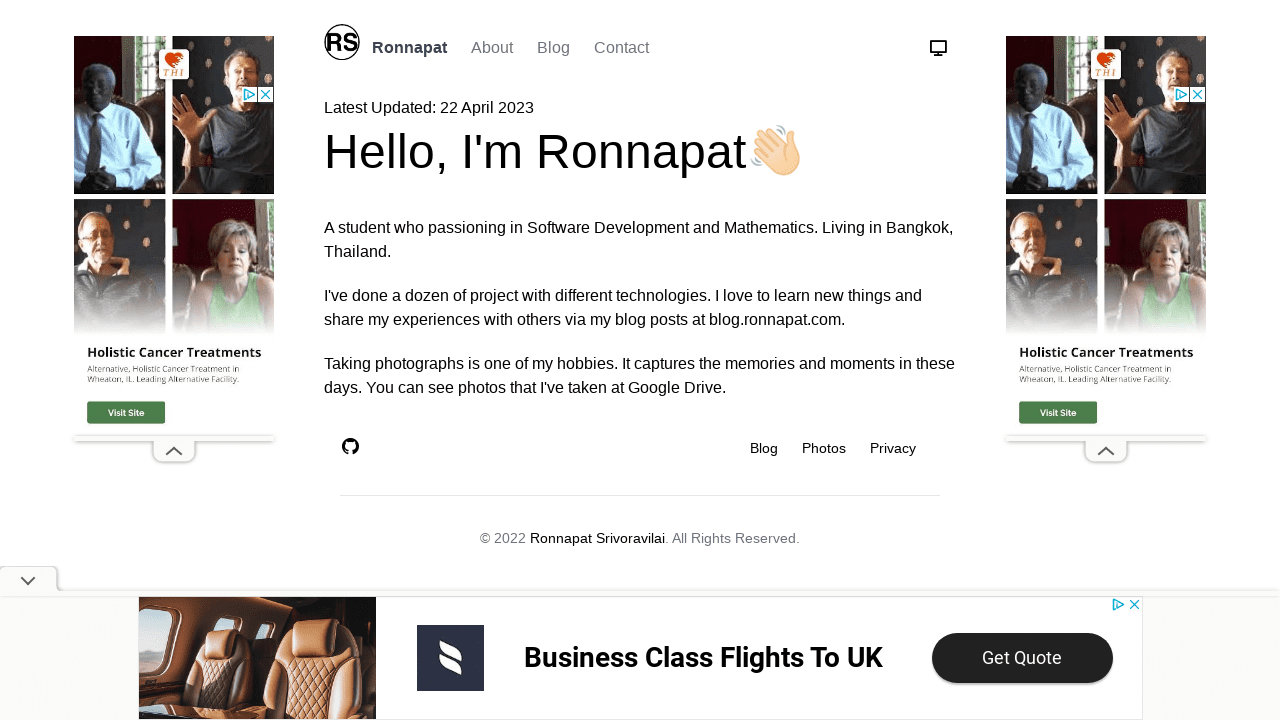 RS Ronnapat About Blog Contact
Latest Updated: 22 April 2023
Hello, I'm Ronnapat👋🏻
A student who passioning in Software Development and Mathematics. Living in Bangkok,
Thailand.
I've done a dozen of project with different technologies. I love to learn new things and
share my experiences with others via my blog posts at blog.ronnapat.com.
Taking photographs is one of my hobbies. It captures the memories and moments in these
days. You can see photos that I've taken at Google Drive.
Blog Photos Privacy
© 2022 Ronnapat Srivoravilai. All Rights Reserved.
THI
Holistic Cancer Treatments
Alternative, Holistic Cancer Treatment in
Wheaton, IL. Leading Alternative Facility.
Visit Site
THI
Holistic Cancer Treatments
Alternative, Holistic Cancer Treatment in
Wheaton, IL. Leading Alternative Facility.
Visit Site
Business Class Flights To UK
Get Quote